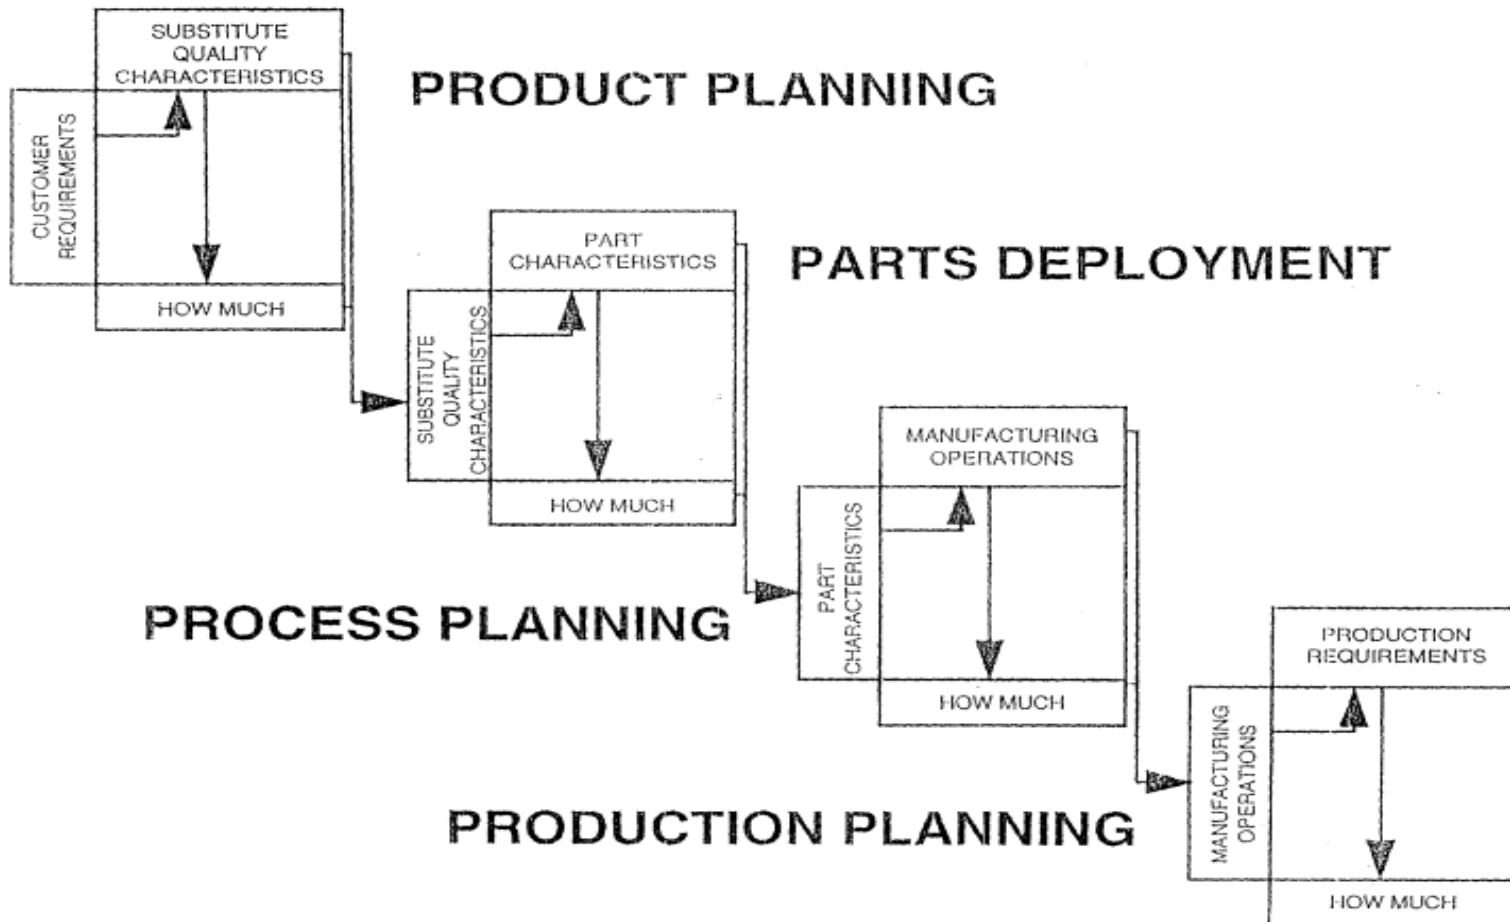 SUBSTITUTE
QUALITY
CHARACTERISTICS
PRODUCT PLANNING
CUSTOMER
REQUIREMENTS
HOW MUCH
PART
CHARACTERISTICS
PARTS DEPLOYMENT
SUBSTITUTE
QUALITY
CHARACTERISTICS
HOW MUCH
MANUFACTURING
OPERATIONS
PART
CHARACTERISTICS
HOW MUCH
PROCESS PLANNING
PRODUCTION
REQUIREMENTS
MANUFACTURING
OPERATIONS
HOW MUCH
PRODUCTION PLANNING